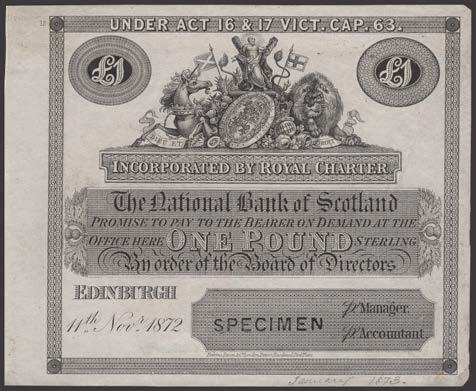 UNDER ACT 16 & 17 VICT. CAP. 63.
£1 £1
INCORPORATED BY ROYAL CHARTER
The National Bank of Scotland
PROMISE TO PAY TO THE BEARER ON DEMAND AT THE
OFFICE HERE ONE POUND STERLING
By order of the Board of Directors
EDINBURGH
pr Manager.
11th Novr. 1872
SPECIMEN
pr Accountant.
January 1873.